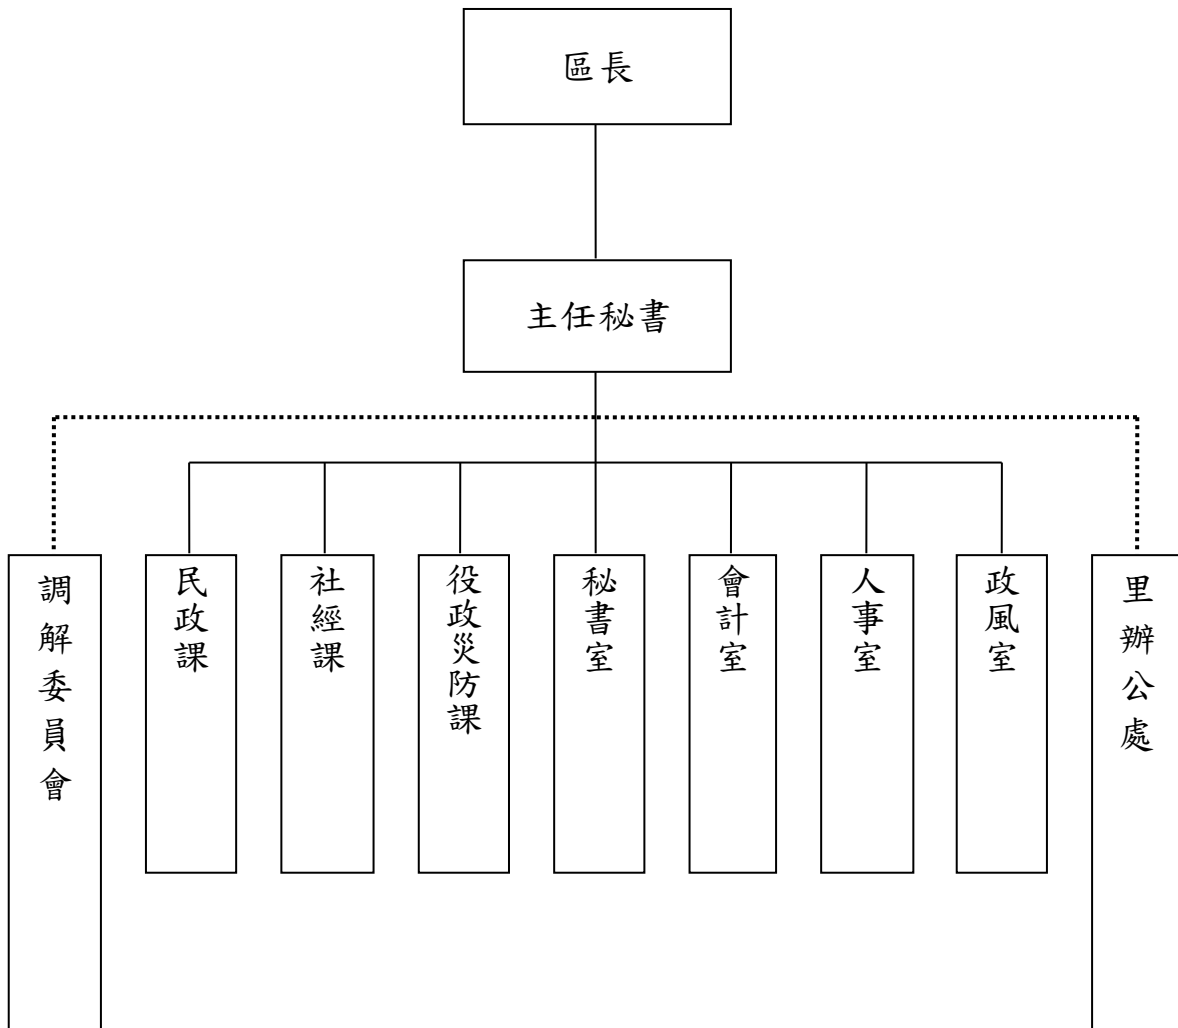 區長
主任秘書
調解委員會
民政課
社經課
役政災防課
秘書室
會計室
人事室
政風室
里辦公處